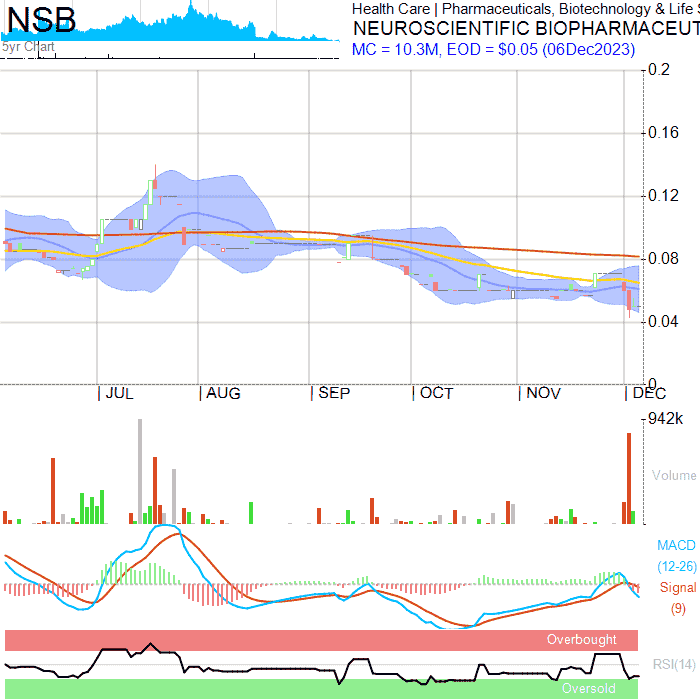 NSB
5yr Chart
Health Care | Pharmaceuticals, Biotechnology & Life S
NEUROSCIENTIFIC BIOPHARMACEUT
MC = 10.3M, EOD = $0.05 (06Dec2023)
0.2
0.16
0.12
0.08
0.04
0
JUL AUG SEP OCT NOV DEC
942k
Volume
MACD
(12-26)
Signal
(9)
Overbought
RSI(14)
Oversold